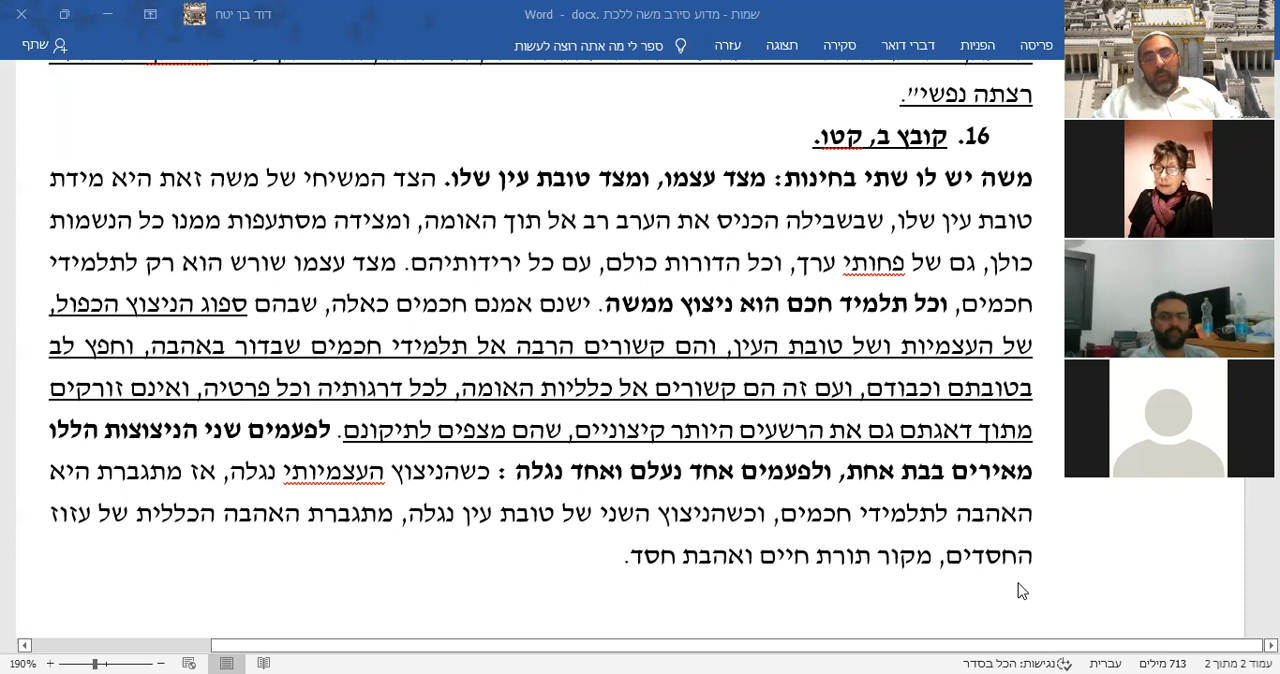 דוד בן יטח
שמות - מדוע סירב משה ללכת .docx - Word
פריסה הפניות דברי דואר סקירה תצוגה עזרה ספר לי מה אתה רוצה לעשות שתף
רצתה נפשי".
16. קובץ ב, קטו.
משה יש לו שתי בחינות: מצד עצמו, ומצד טובת עין שלו. הצד המשיחי של משה זאת היא מידת
טובת עין שלו, שבשבילה הכניס את הערב רב אל תוך האומה, ומצידה מסתעפות ממנו כל הנשמות
כולן, גם של פחותי ערך, וכל הדורות כולם, עם כל ירידותיהם. מצד עצמו שורש הוא רק לתלמידי
חכמים, וכל תלמיד חכם הוא ניצוץ ממשה. ישנם אמנם חכמים כאלה, שבהם ספוג הניצוץ הכפול,
של העצמיות ושל טובת העין, והם קשורים הרבה אל תלמידי חכמים שבדור באהבה, וחפץ לב
בטובתם וכבודם, ועם זה הם קשורים אל כלליות האומה, לכל דרגותיה וכל פרטיה, ואינם זורקים
מתוך דאגתם גם את הרשעים היותר קיצוניים, שהם מצפים לתיקונם. לפעמים שני הניצוצות הללו
מאירים בבת אחת, ולפעמים אחד נעלם ואחד נגלה : כשהניצוץ העצמיותי נגלה, אז מתגברת היא
האהבה לתלמידי חכמים, וכשהניצוץ השני של טובת עין נגלה, מתגברת האהבה הכללית של עזוז
החסדים, מקור תורת חיים ואהבת חסד.
עמוד 2 מתוך 2 713 מילים עברית נגישות: הכל בסדר 190%